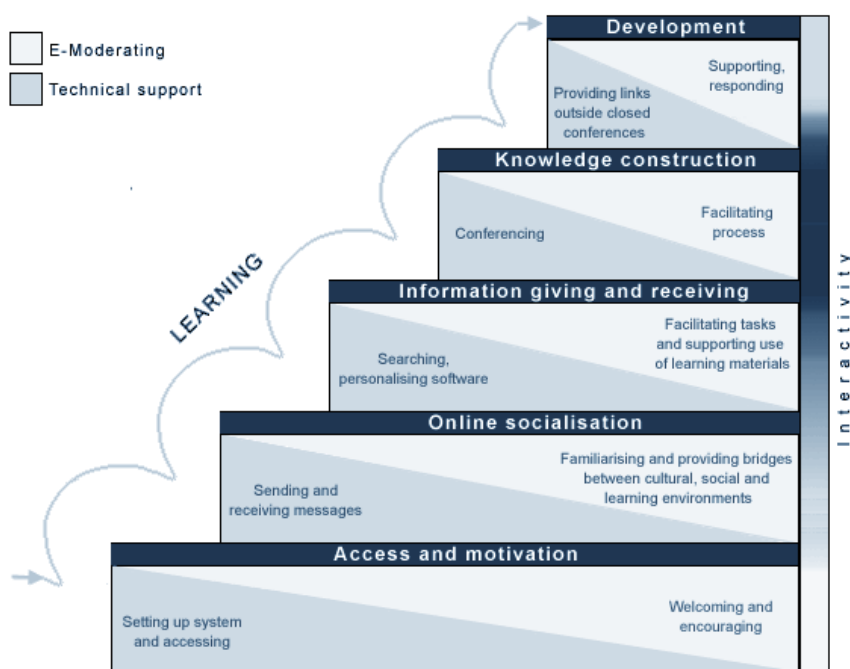 E-Moderating
Technical support
Development
Supporting,
responding
Providing links
outside closed
conferences
Knowledge construction
Facilitating
process
Conferencing
LEARNING
Information giving and receiving
Facilitating tasks
and supporting use
of learning materials
Searching,
personalising software
Online socialisation
Familiarising and providing bridges
between cultural, social and
learning environments
Sending and
receiving messages
Access and motivation
Welcoming and
encouraging
Setting up system
and accessing
Interactivity